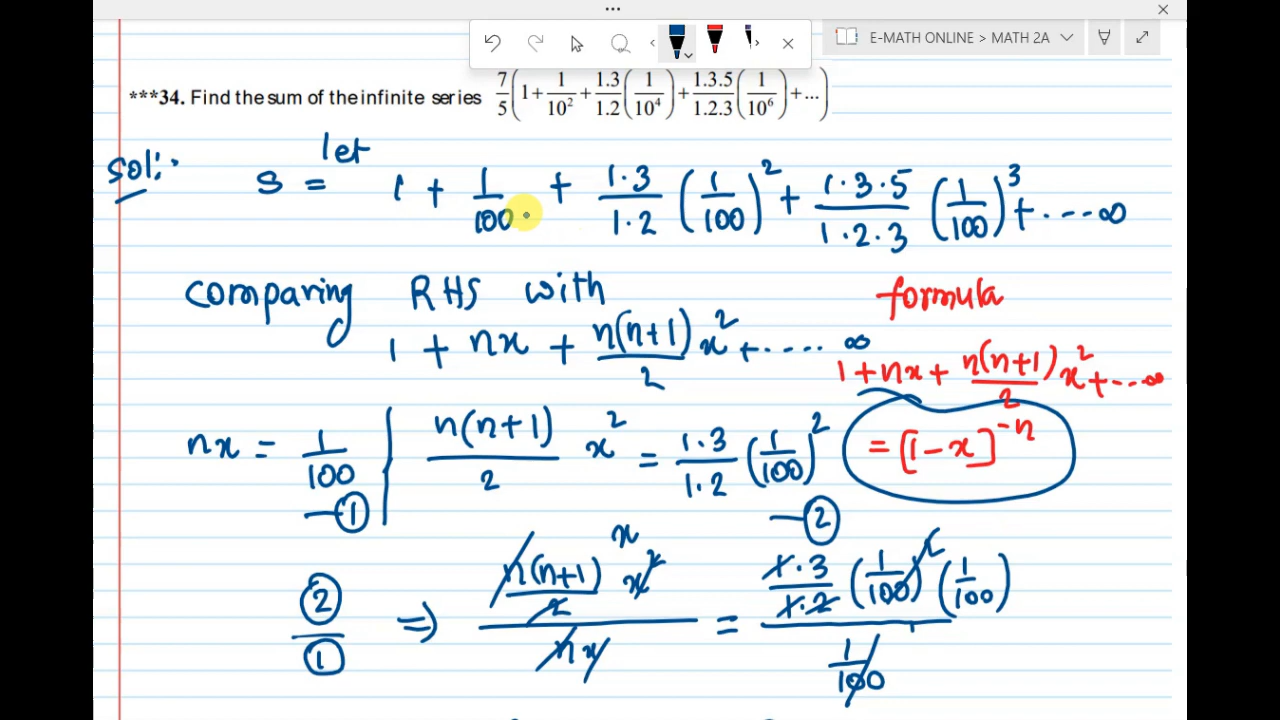 E-MATH ONLINE > MATH 2A
***34. Find the sum of the infinite series 7/5 (1 + 1/10² + 1.3/1.2 (1/10⁴) + 1.3.5/1.2.3 (1/10⁶) + ...)
Sol:- let
S = 1 + 1/100 + 1·3/1·2 (1/100)² + 1·3·5/1·2·3 (1/100)³ + ----∞
comparing RHS with
1 + nx + n(n+1)/2 x² + ..... ∞
formula
1+nx+ n(n+1)/2 x² + ---∞
= [1-x]⁻ⁿ
nx = 1/100 —① { n(n+1)/2 x² = 1·3/1·2 (1/100)² —②
②/① ⇒ n(n+1)/2 x² x / nx = 1·3/1·2 (1/100)² (1/100) / 1/100